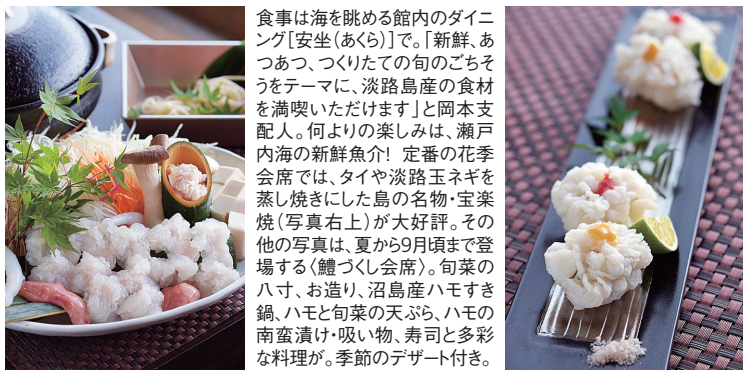 食事は海を眺める館内のダイニ
ング[安坐(あくら)]で。「新鮮、あ
つあつ、つくりたての旬のごちそ
うをテーマに、淡路島産の食材
を満喫いただけます」と岡本支
配人。何よりの楽しみは、瀬戸
内海の新鮮魚介! 定番の花季
会席では、タイや淡路玉ネギを
蒸し焼きにした島の名物・宝楽
焼(写真右上)が大好評。その
他の写真は、夏から9月頃まで登
場する〈鱧づくし会席〉。旬菜の
八寸、お造り、沼島産ハモすき
鍋、ハモと旬菜の天ぷら、ハモの
南蛮漬け・吸い物、寿司と多彩
な料理が。季節のデザート付き。